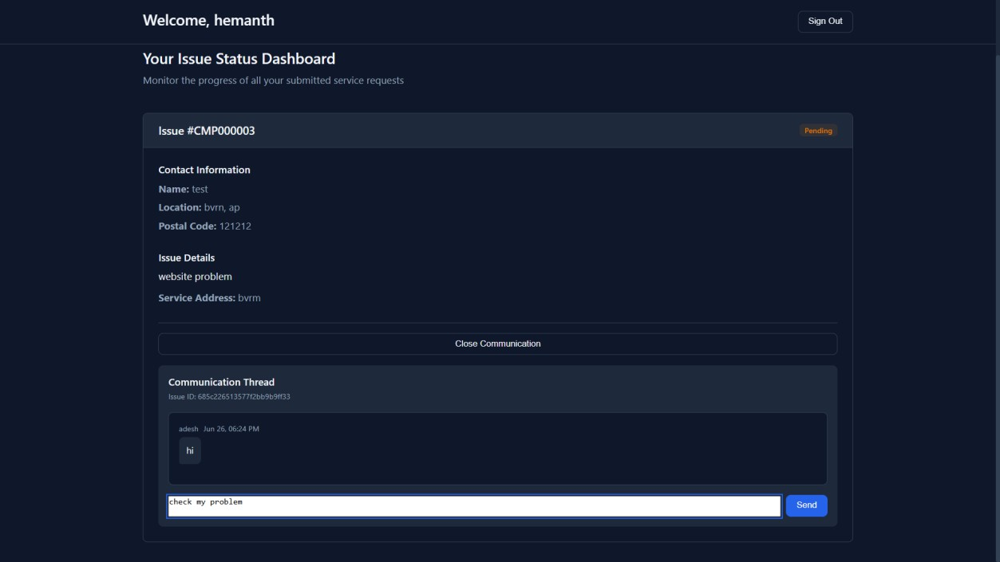 Welcome, hemanth
Sign Out
Your Issue Status Dashboard
Monitor the progress of all your submitted service requests
Issue #CMP000003
Pending
Contact Information
Name: test
Location: bvrn, ap
Postal Code: 121212
Issue Details
website problem
Service Address: bvrm
Close Communication
Communication Thread
Issue ID: 685c226513577f2bb9b9ff33
adesh Jun 26, 06:24 PM
hi
check my problem
Send